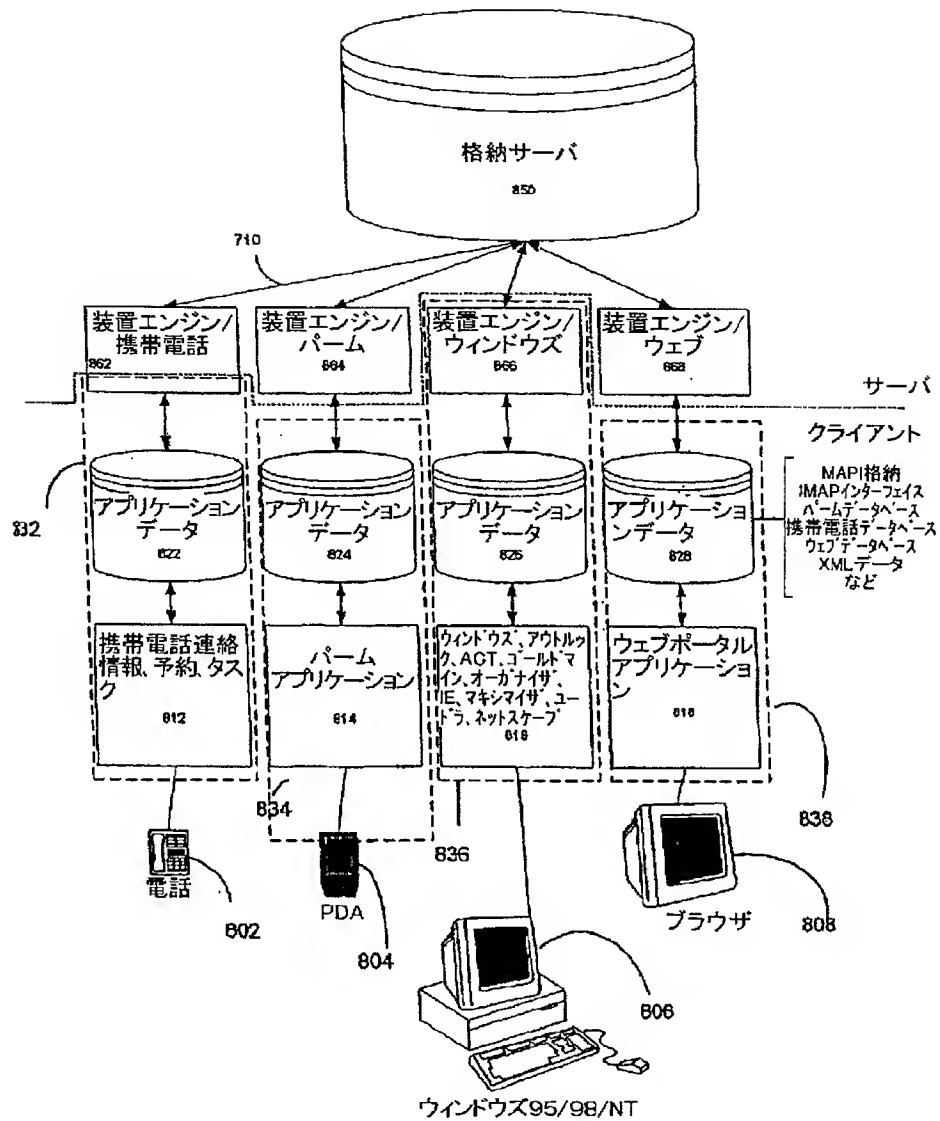 格納サーバ
850
710
装置エンジン/
携帯電話
862
装置エンジン/
パーム
864
装置エンジン/
ウィンドウズ
866
装置エンジン/
ウェブ
868
サーバ
クライアント
832
アプリケーション
データ
822
アプリケーション
データ
824
アプリケーション
データ
826
アプリケーショ
ンデータ
828
MAPI格納
IMAPインターフェイス
パームデータベース
携帯電話データベース
ウェブデータベース
XMLデータ
など
携帯電話連絡
情報、予約、タス
ク
812
パーム
アプリケーション
814
ウィンドウズ、アウトルッ
ク、ACT、ゴールドマ
イン、オーガナイザ、
IE、マキシマイザ、ユー
ドラ、ネットスケープ
816
ウェブポータル
アプリケーショ
ン
818
834
836
838
電話
802
PDA
804
ブラウザ
808
806
ウィンドウズ95/98/NT